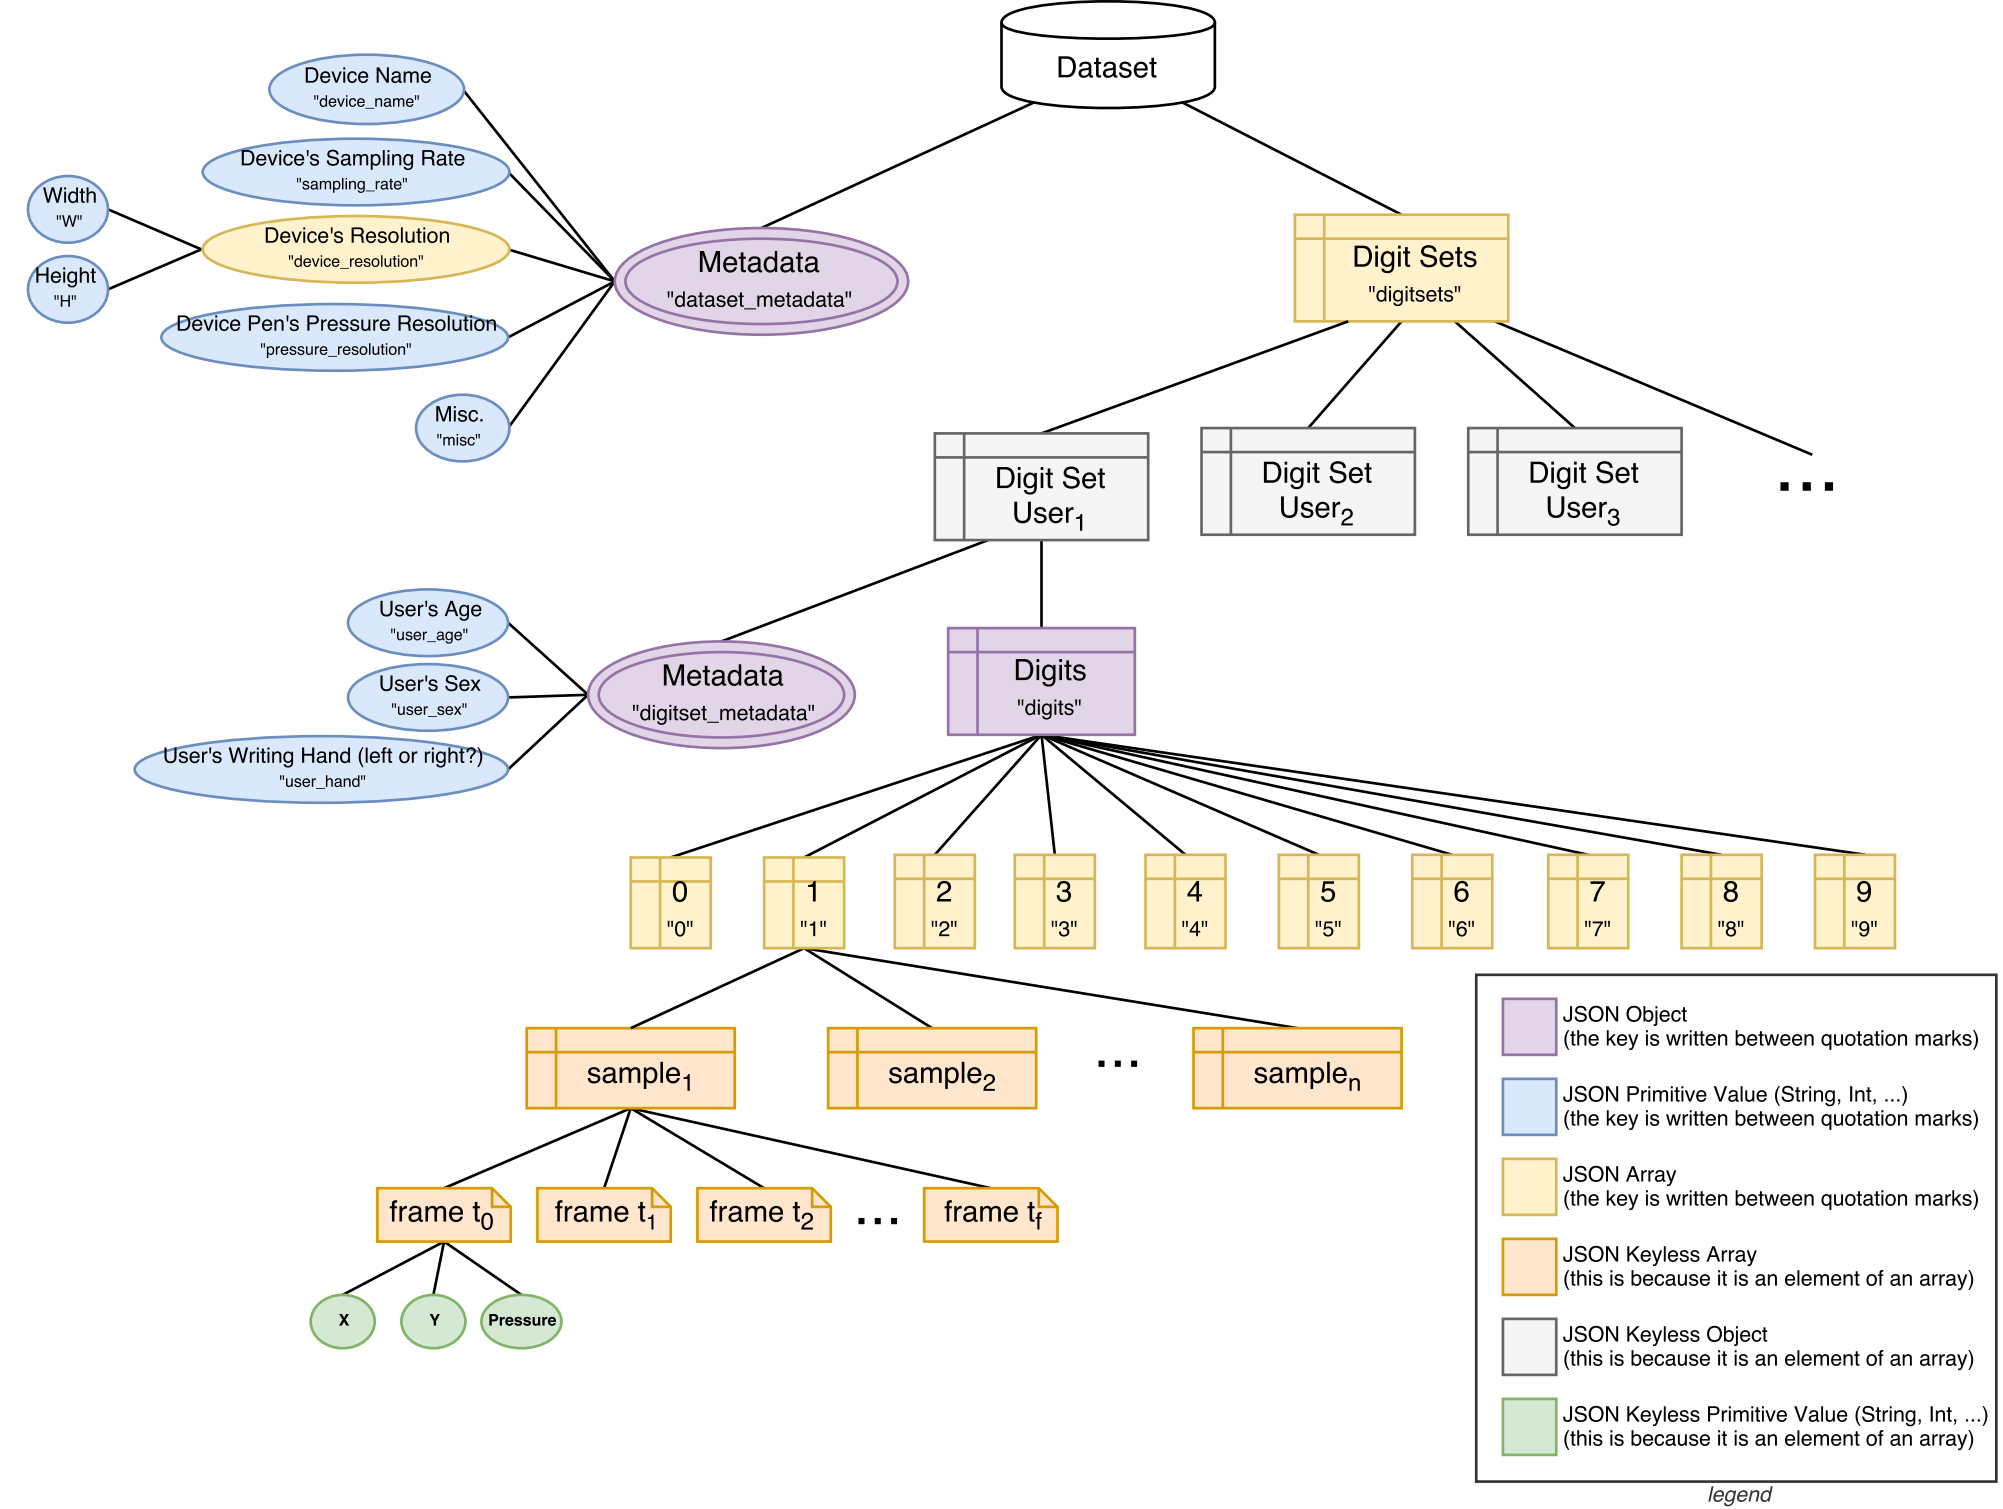 Dataset
Device Name
"device_name"
Device's Sampling Rate
"sampling_rate"
Width
"W"
Device's Resolution
"device_resolution"
Height
"H"
Device Pen's Pressure Resolution
"pressure_resolution"
Misc.
"misc"
Metadata
"dataset_metadata"
Digit Sets
"digitsets"
Digit Set
User1
Digit Set
User2
Digit Set
User3
...
User's Age
"user_age"
User's Sex
"user_sex"
User's Writing Hand (left or right?)
"user_hand"
Metadata
"digitset_metadata"
Digits
"digits"
0
"0"
1
"1"
2
"2"
3
"3"
4
"4"
5
"5"
6
"6"
7
"7"
8
"8"
9
"9"
sample1
sample2
...
samplen
frame t0
frame t1
frame t2
...
frame tf
X
Y
Pressure
JSON Object
(the key is written between quotation marks)
JSON Primitive Value (String, Int, ...)
(the key is written between quotation marks)
JSON Array
(the key is written between quotation marks)
JSON Keyless Array
(this is because it is an element of an array)
JSON Keyless Object
(this is because it is an element of an array)
JSON Keyless Primitive Value (String, Int, ...)
(this is because it is an element of an array)
legend